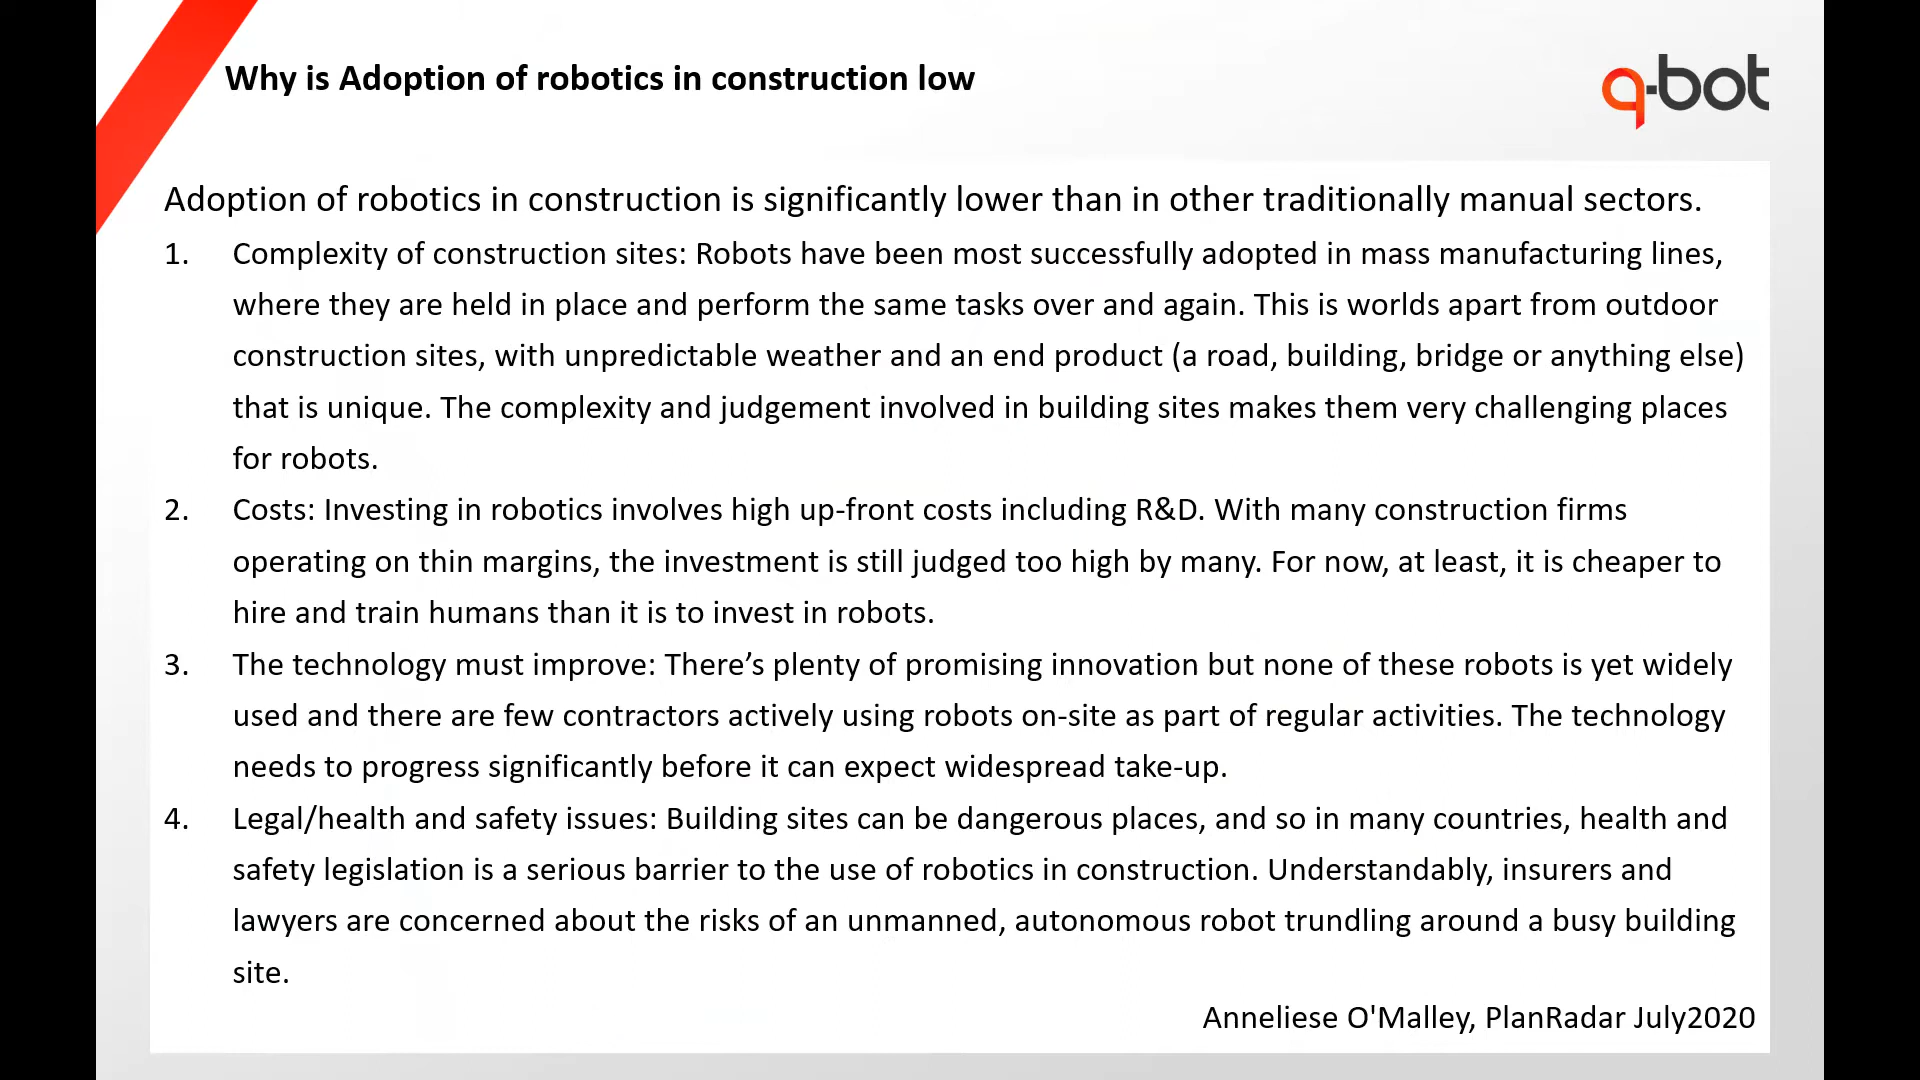 Why is Adoption of robotics in construction low
q-bot
Adoption of robotics in construction is significantly lower than in other traditionally manual sectors.
1. Complexity of construction sites: Robots have been most successfully adopted in mass manufacturing lines,
where they are held in place and perform the same tasks over and again. This is worlds apart from outdoor
construction sites, with unpredictable weather and an end product (a road, building, bridge or anything else)
that is unique. The complexity and judgement involved in building sites makes them very challenging places
for robots.
2. Costs: Investing in robotics involves high up-front costs including R&D. With many construction firms
operating on thin margins, the investment is still judged too high by many. For now, at least, it is cheaper to
hire and train humans than it is to invest in robots.
3. The technology must improve: There’s plenty of promising innovation but none of these robots is yet widely
used and there are few contractors actively using robots on-site as part of regular activities. The technology
needs to progress significantly before it can expect widespread take-up.
4. Legal/health and safety issues: Building sites can be dangerous places, and so in many countries, health and
safety legislation is a serious barrier to the use of robotics in construction. Understandably, insurers and
lawyers are concerned about the risks of an unmanned, autonomous robot trundling around a busy building
site.
Anneliese O'Malley, PlanRadar July2020